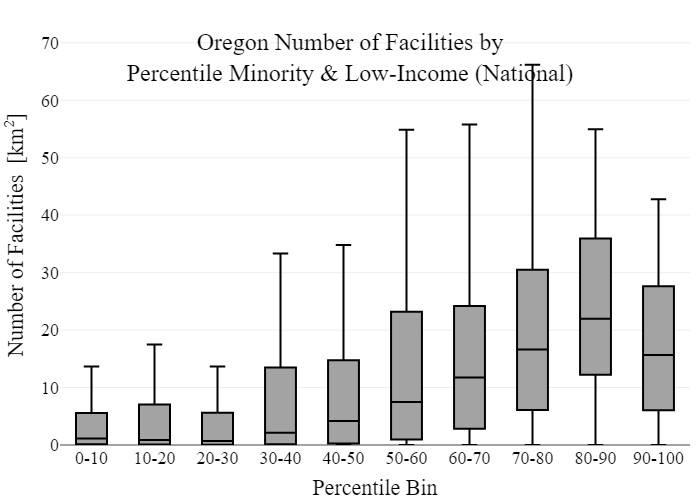 Oregon Number of Facilities by
Percentile Minority & Low-Income (National)
Number of Facilities [km²]
70
60
50
40
30
20
10
0
0-10 10-20 20-30 30-40 40-50 50-60 60-70 70-80 80-90 90-100
Percentile Bin